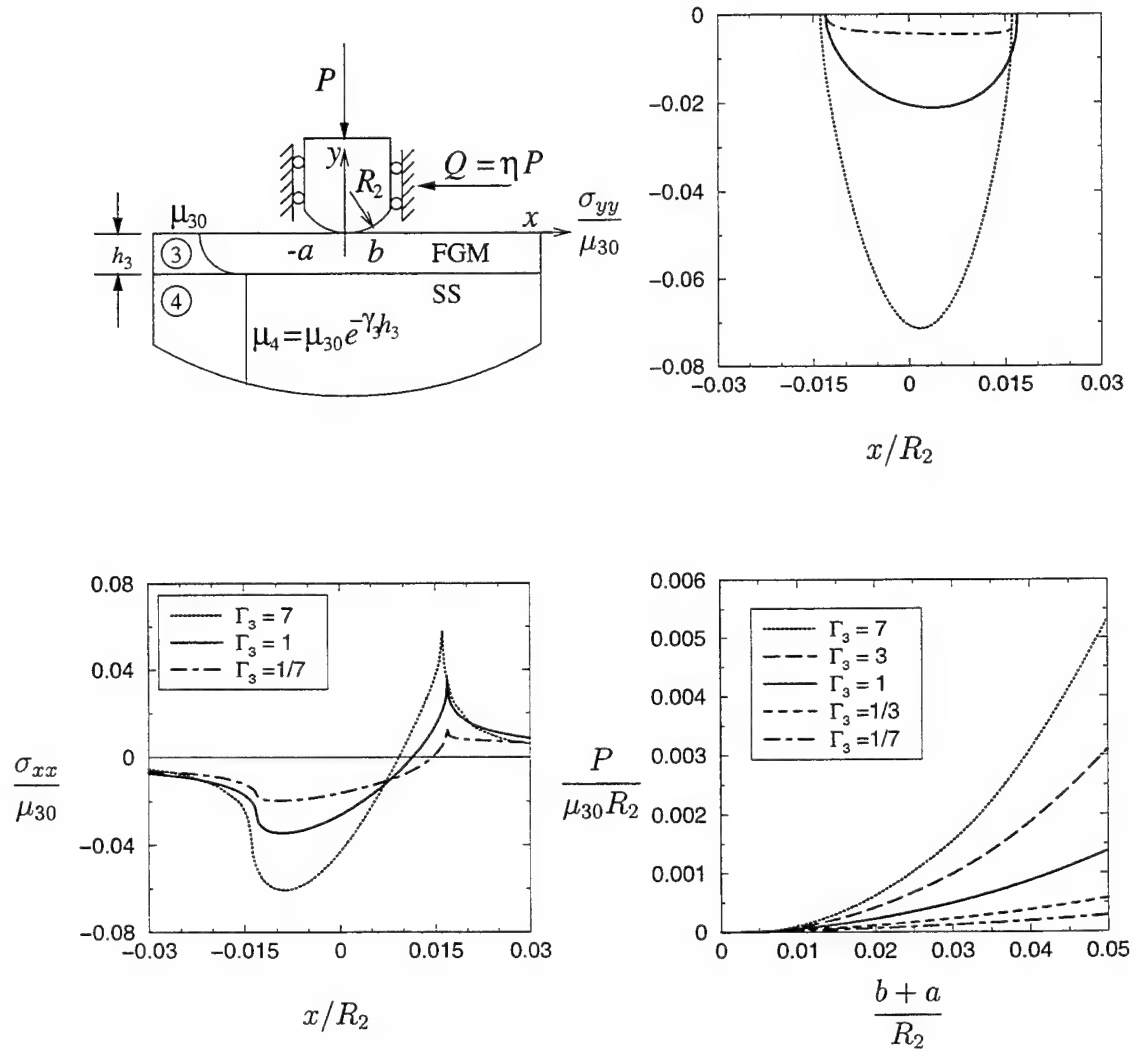 P
y
R₂
Q = ηP
μ₃₀
x
h₃
③
-a
b
FGM
④
SS
μ₄ = μ₃₀e^{-γ₃h₃}
σ_yy / μ₃₀
0
-0.02
-0.04
-0.06
-0.08
-0.03 -0.015 0 0.015 0.03
x/R₂
0.08
0.04
0
-0.04
-0.08
σ_xx / μ₃₀
Γ₃ = 7
Γ₃ = 1
Γ₃ =1/7
-0.03 -0.015 0 0.015 0.03
x/R₂
0.006
0.005
0.004
0.003
0.002
0.001
0
P / μ₃₀R₂
Γ₃ = 7
Γ₃ = 3
Γ₃ = 1
Γ₃ =1/3
Γ₃ =1/7
0 0.01 0.02 0.03 0.04 0.05
b + a / R₂